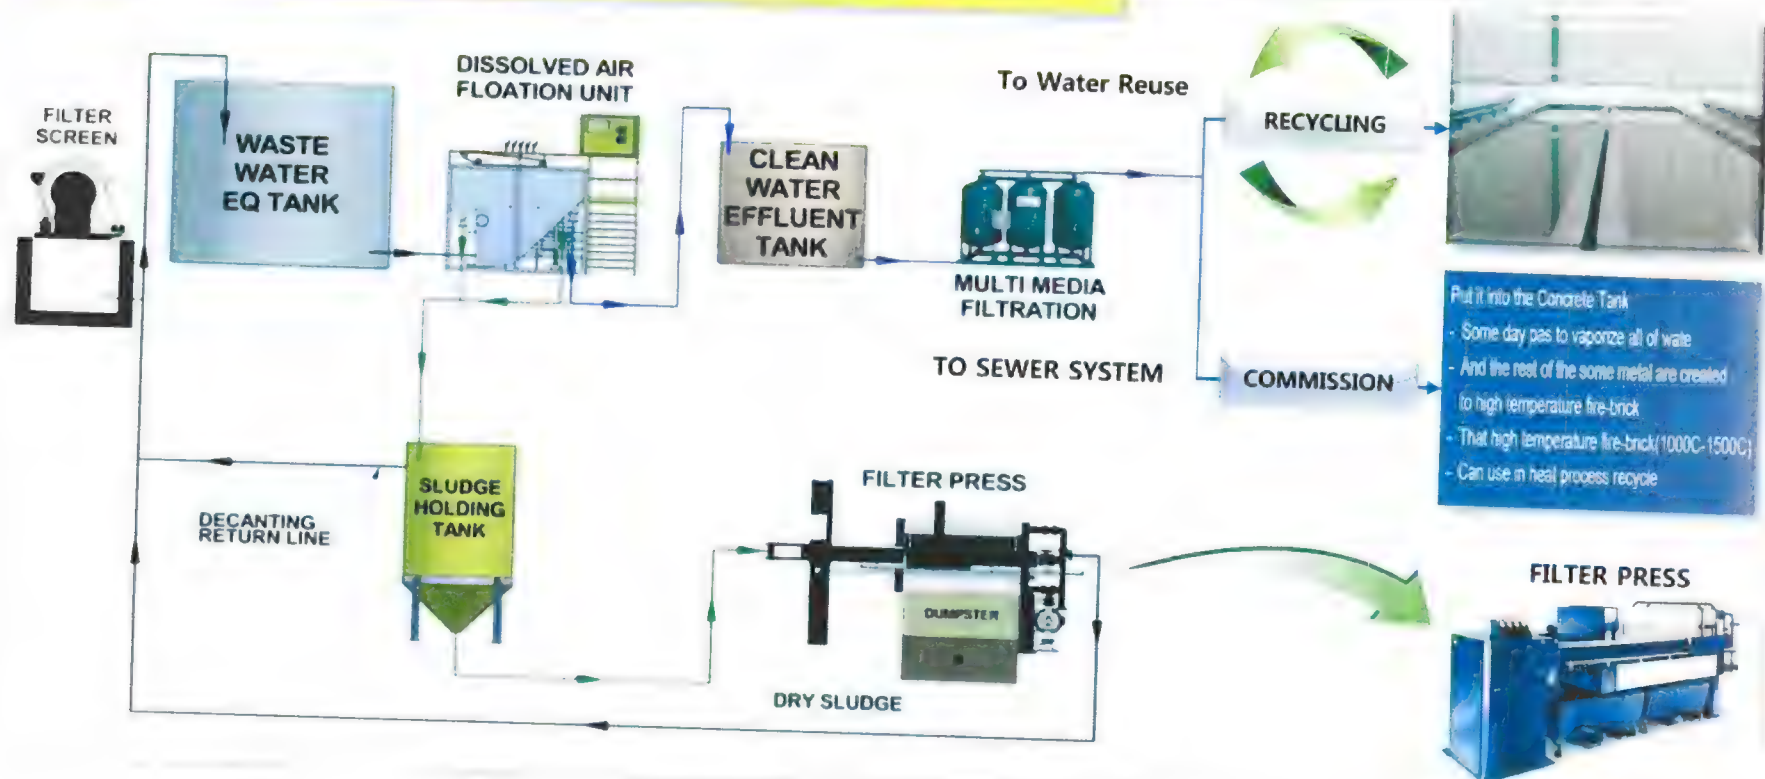 FILTER
SCREEN
WASTE
WATER
EQ TANK
DISSOLVED AIR
FLOATION UNIT
CLEAN
WATER
EFFLUENT
TANK
MULTI MEDIA
FILTRATION
To Water Reuse
RECYCLING
TO SEWER SYSTEM
COMMISSION
Put it into the Concrete Tank
- Some day pas to vaporize all of wate
- And the rest of the some metal are created
to high temperature fire-brick
- That high temperature fire-brick(1000C-1500C)
- Can use in heal process recycle
DECANTING
RETURN LINE
SLUDGE
HOLDING
TANK
FILTER PRESS
DUMPSTER
DRY SLUDGE
FILTER PRESS